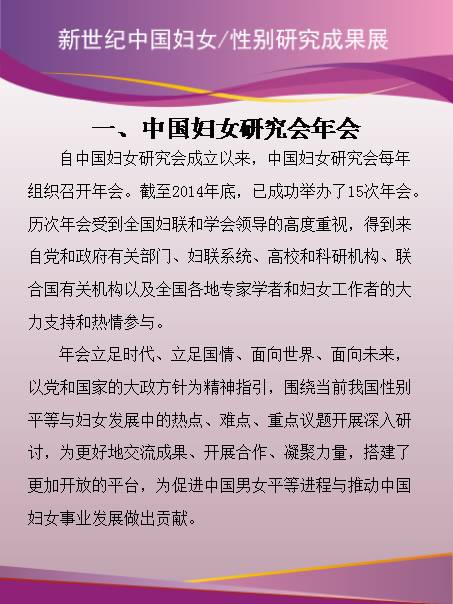 新世纪中国妇女/性别研究成果展
一、中国妇女研究会年会
自中国妇女研究会成立以来，中国妇女研究会每年
组织召开年会。截至2014年底，已成功举办了15次年会。
历次年会受到全国妇联和学会领导的高度重视，得到来
自党和政府有关部门、妇联系统、高校和科研机构、联
合国有关机构以及全国各地专家学者和妇女工作者的大
力支持和热情参与。
年会立足时代、立足国情、面向世界、面向未来，
以党和国家的大政方针为精神指引，围绕当前我国性别
平等与妇女发展中的热点、难点、重点议题开展深入研
讨，为更好地交流成果、开展合作、凝聚力量，搭建了
更加开放的平台，为促进中国男女平等进程与推动中国
妇女事业发展做出贡献。